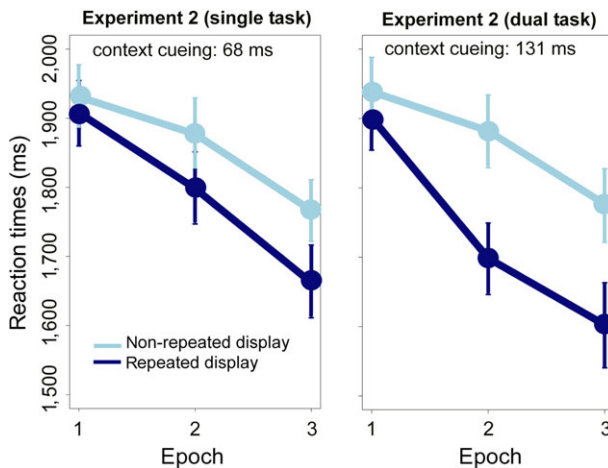 Experiment 2 (single task)
context cueing: 68 ms
Reaction times (ms)
2,000
1,900
1,800
1,700
1,600
1,500
Non-repeated display
Repeated display
1 2 3
Epoch
Experiment 2 (dual task)
context cueing: 131 ms
1 2 3
Epoch